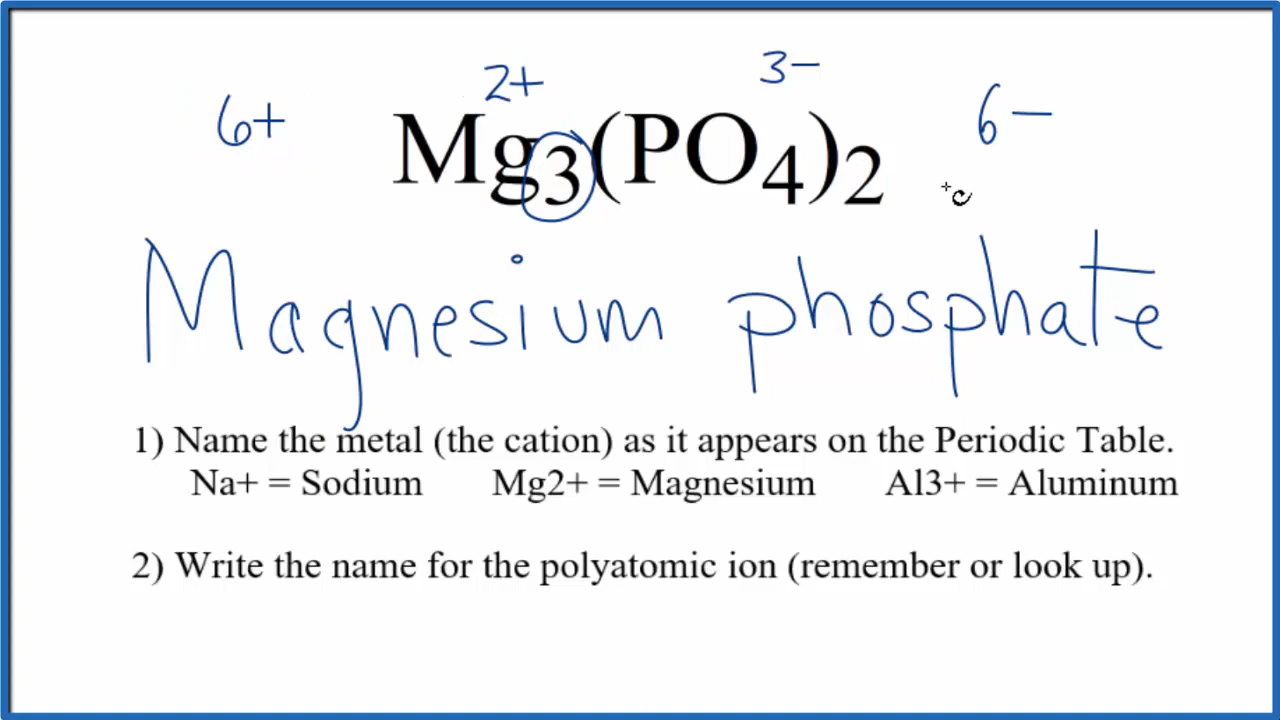 6+ 2+ 3− 6−
Mg3(PO4)2
Magnesium phosphate
1) Name the metal (the cation) as it appears on the Periodic Table.
Na+ = Sodium Mg2+ = Magnesium Al3+ = Aluminum
2) Write the name for the polyatomic ion (remember or look up).